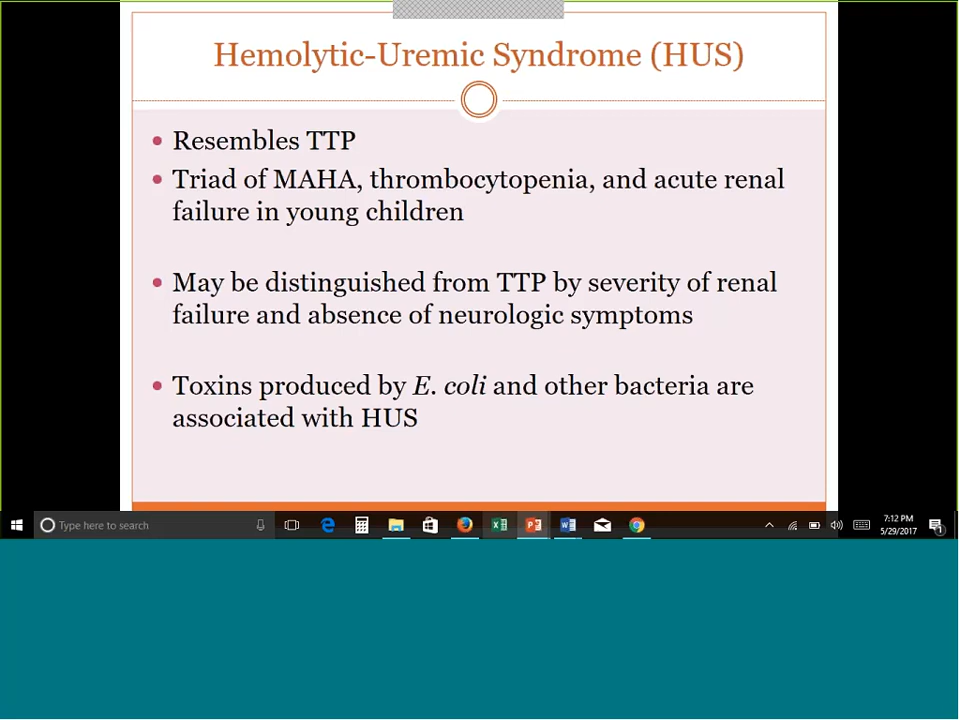 Hemolytic-Uremic Syndrome (HUS)
• Resembles TTP
• Triad of MAHA, thrombocytopenia, and acute renal
failure in young children
• May be distinguished from TTP by severity of renal
failure and absence of neurologic symptoms
• Toxins produced by E. coli and other bacteria are
associated with HUS
Type here to search
7:12 PM
5/29/2017
1